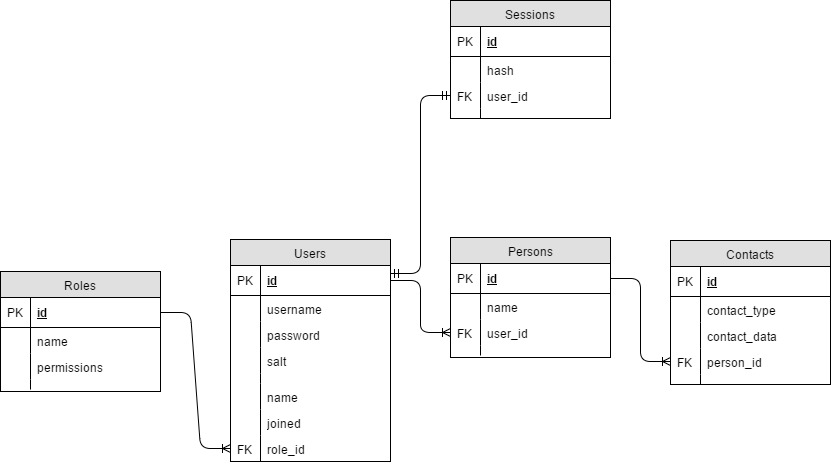 Sessions
PK id
hash
FK user_id
Users
PK id
username
password
salt
name
joined
FK role_id
Persons
PK id
name
FK user_id
Contacts
PK id
contact_type
contact_data
FK person_id
Roles
PK id
name
permissions